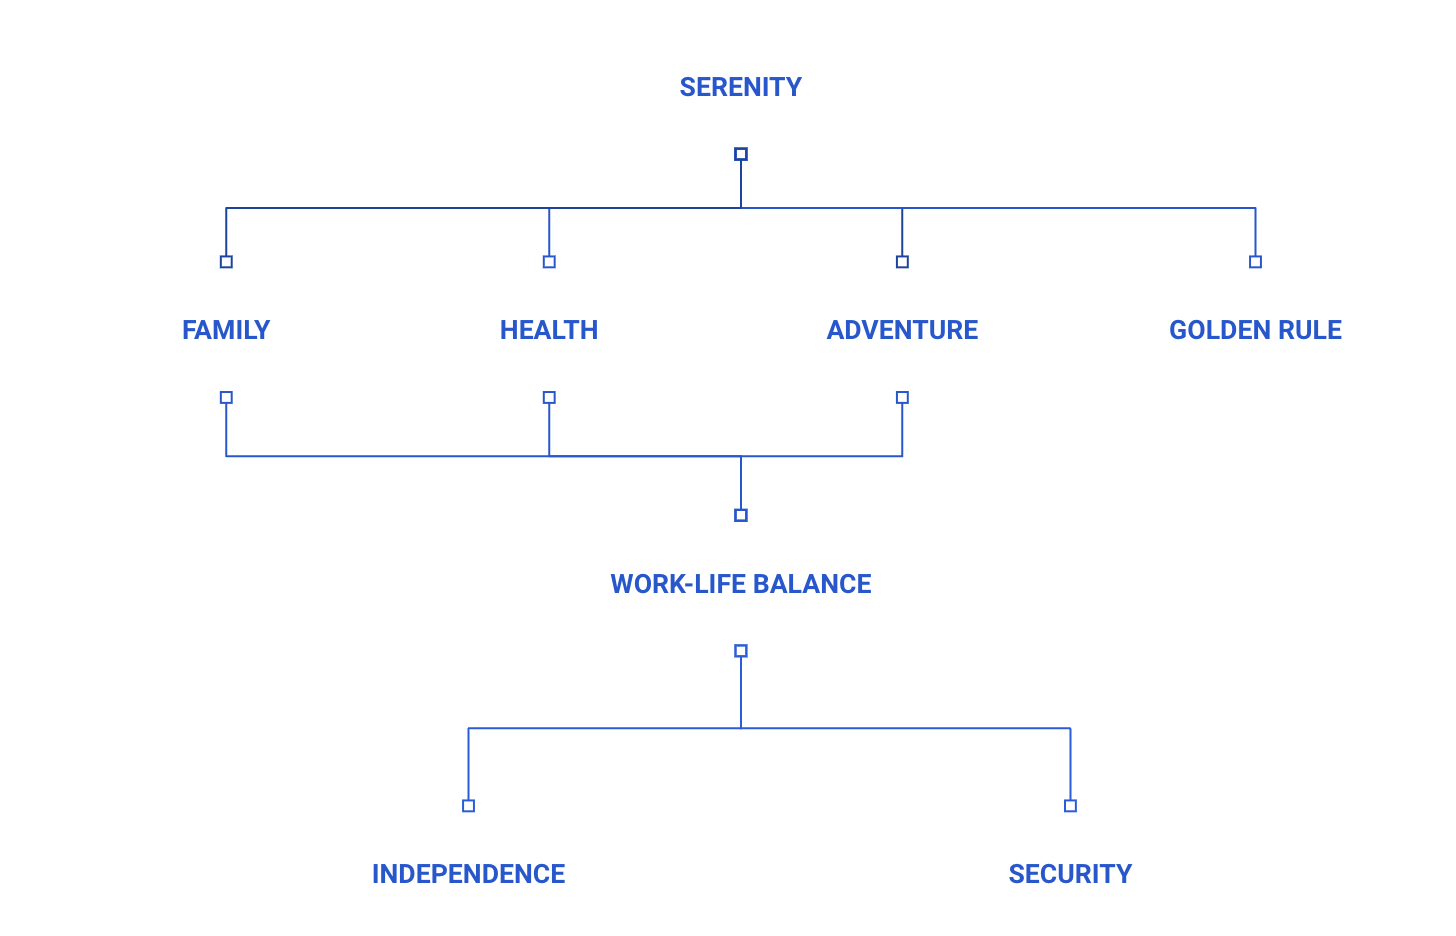 SERENITY
FAMILY
HEALTH
ADVENTURE
GOLDEN RULE
WORK-LIFE BALANCE
INDEPENDENCE
SECURITY